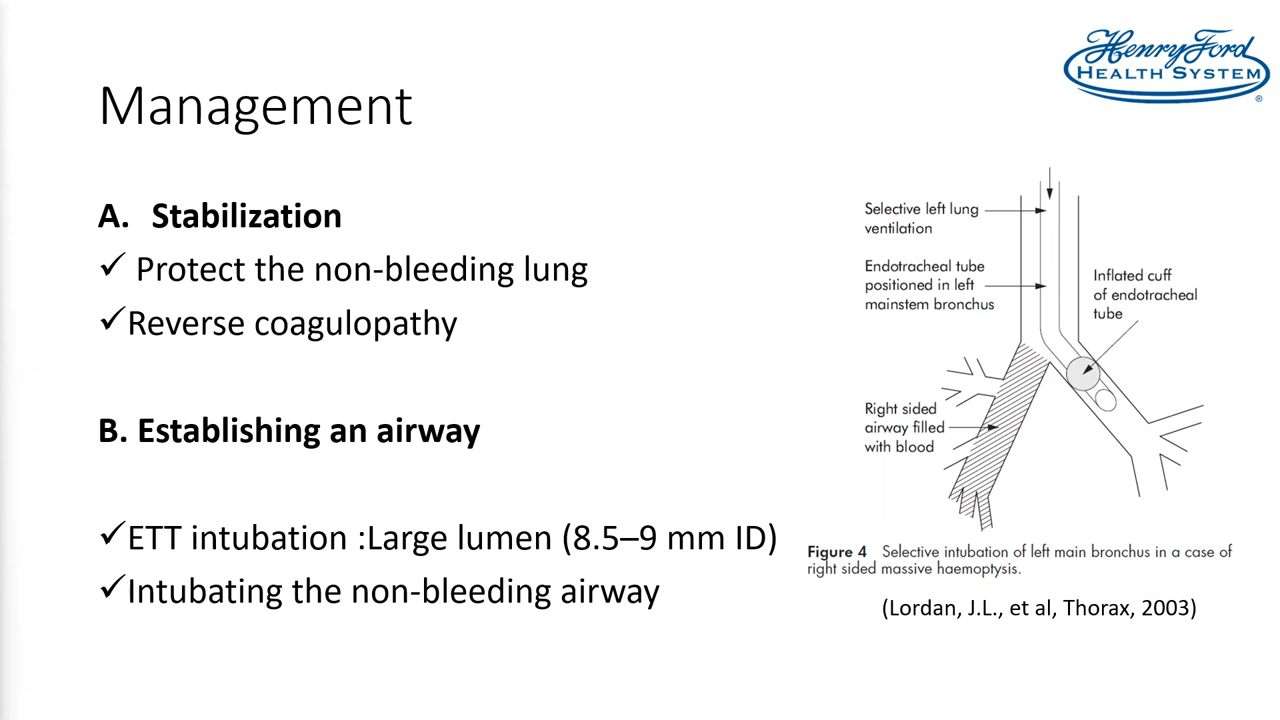 Henry Ford
HEALTH SYSTEM
®
Management
A. Stabilization
✓ Protect the non-bleeding lung
✓Reverse coagulopathy
B. Establishing an airway
✓ETT intubation :Large lumen (8.5–9 mm ID)
✓Intubating the non-bleeding airway
Selective left lung
ventilation
Endotracheal tube
positioned in left
mainstem bronchus
Inflated cuff
of endotracheal
tube
Right sided
airway filled
with blood
Figure 4 Selective intubation of left main bronchus in a case of
right sided massive haemoptysis.
(Lordan, J.L., et al, Thorax, 2003)